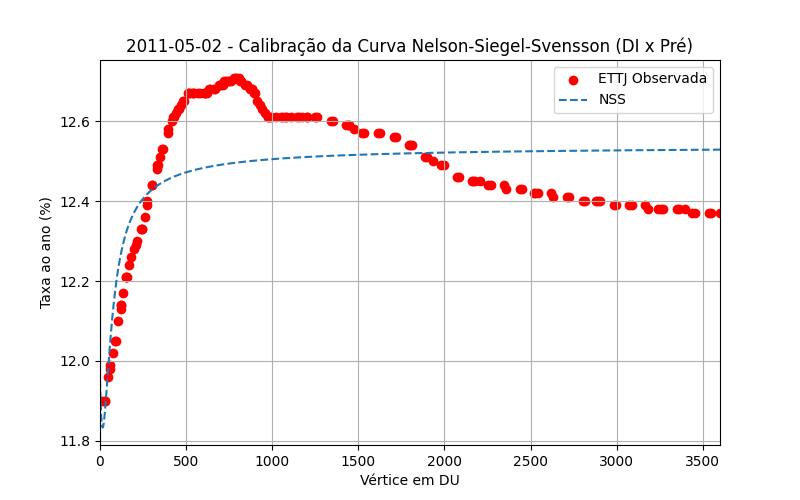 2011-05-02 - Calibração da Curva Nelson-Siegel-Svensson (DI x Pré)
ETTJ Observada
NSS
Taxa ao ano (%)
12.6
12.4
12.2
12.0
11.8
0 500 1000 1500 2000 2500 3000 3500
Vértice em DU